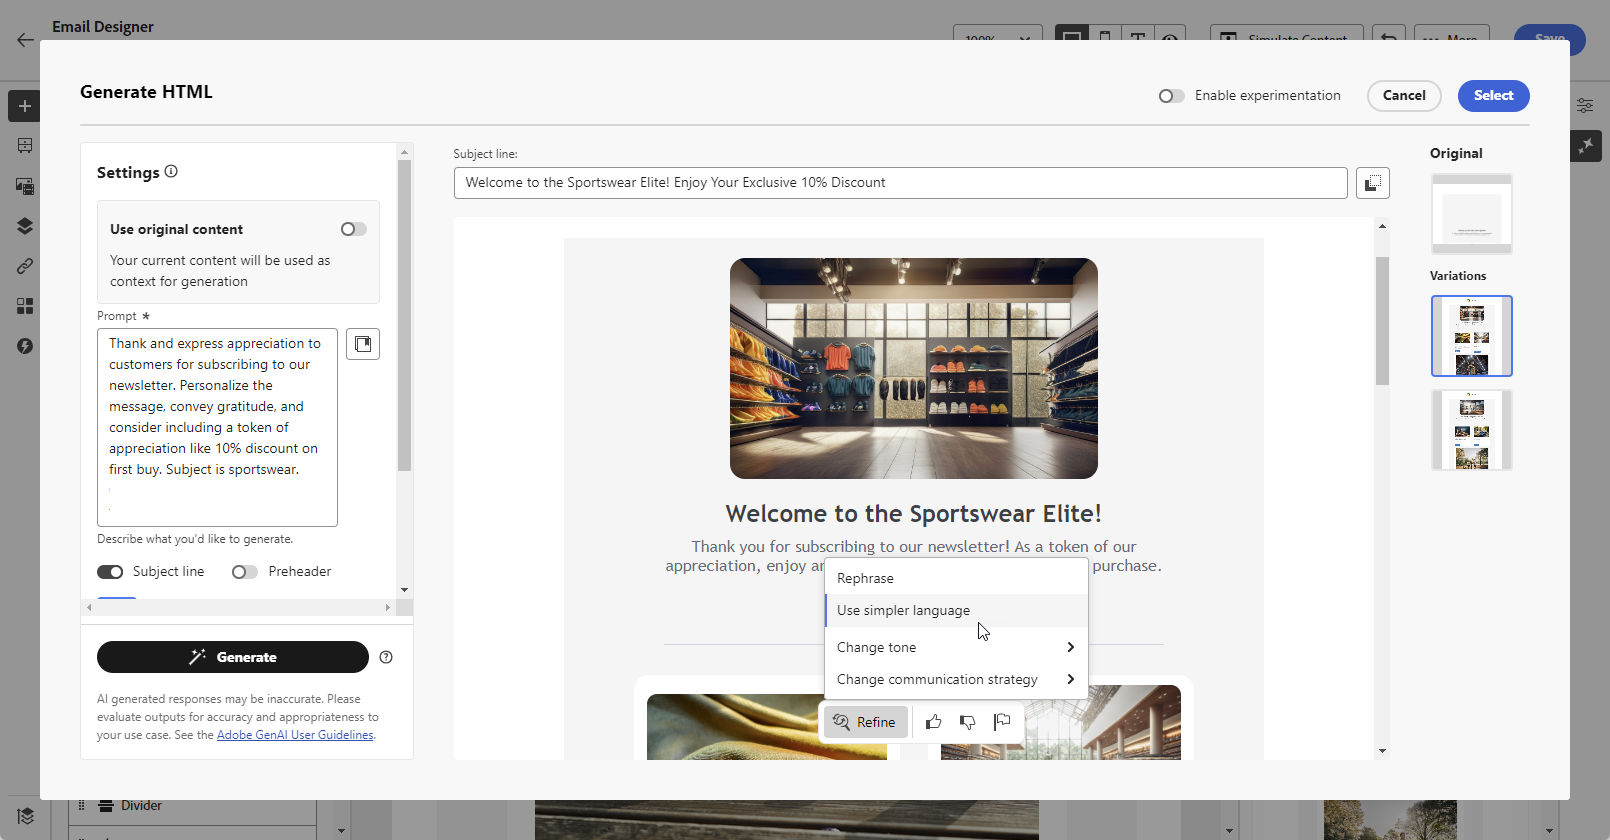 Email Designer
100%
Simulate Content
More
Save
Generate HTML
Enable experimentation
Cancel
Select
Settings
Use original content
Your current content will be used as
context for generation
Prompt *
Thank and express appreciation to
customers for subscribing to our
newsletter. Personalize the
message, convey gratitude, and
consider including a token of
appreciation like 10% discount on
first buy. Subject is sportswear.
Describe what you'd like to generate.
Subject line
Preheader
Generate
AI generated responses may be inaccurate. Please
evaluate outputs for accuracy and appropriateness to
your use case. See the Adobe GenAI User Guidelines.
Subject line:
Welcome to the Sportswear Elite! Enjoy Your Exclusive 10% Discount
Welcome to the Sportswear Elite!
Thank you for subscribing to our newsletter! As a token of our
appreciation, enjoy
purchase.
Rephrase
Use simpler language
Change tone
Change communication strategy
Refine
Original
Variations
Divider